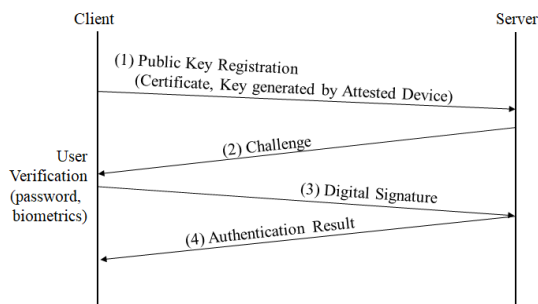 Client
Server
(1) Public Key Registration
(Certificate, Key generated by Attested Device)
(2) Challenge
User
Verification
(password,
biometrics)
(3) Digital Signature
(4) Authentication Result